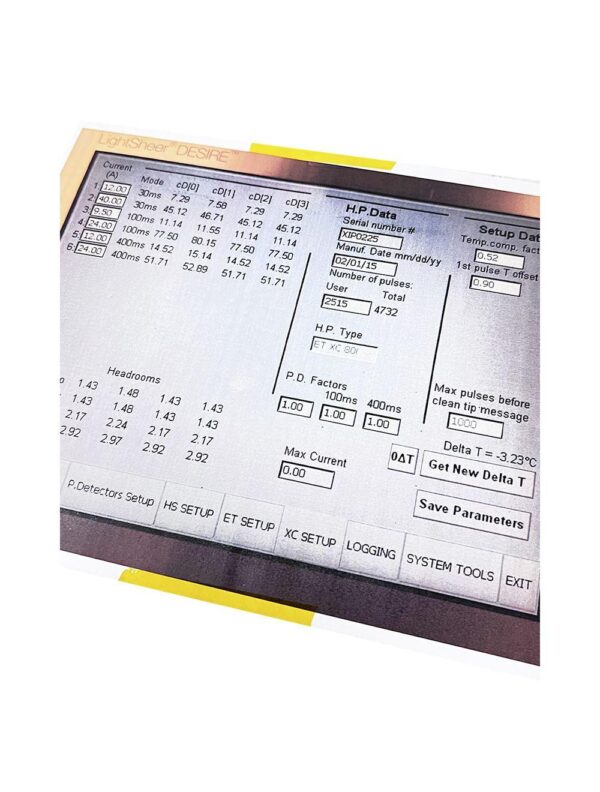 LightSheer® DESIRE™
Current (A) Mode cD[0] cD[1] cD[2] cD[3]
1: 12.00 30ms 7.29 7.58 7.29 7.29
2: 40.00 30ms 45.12 46.71 45.12 45.12
3: 9.50 100ms 11.14 11.55 11.14 11.14
4: 24.00 100ms 77.50 80.15 77.50 77.50
5: 12.00 400ms 14.52 15.14 14.52 14.52
6: 24.00 400ms 51.71 52.89 51.71 51.71
Headrooms
1.43 1.48 1.43 1.43
1.43 1.48 1.43 1.43
2.17 2.24 2.17 2.17
2.92 2.97 2.92 2.92
H.P.Data
Serial number #
XIP0225
Manuf. Date mm/dd/yy
02/01/15
Number of pulses:
User Total
2515 4732
H.P. Type
ET XC 80
P.D. Factors
100ms 400ms
1.00 1.00 1.00
Max Current
0.00
Setup Dat
Temp.comp. fact
0.52
1st pulse T offset
0.90
Max pulses before
clean tip message
1000
Delta T = -3.23°C
0ΔT Get New Delta T
Save Parameters
P.Detectors Setup HS SETUP ET SETUP XC SETUP LOGGING SYSTEM TOOLS EXIT